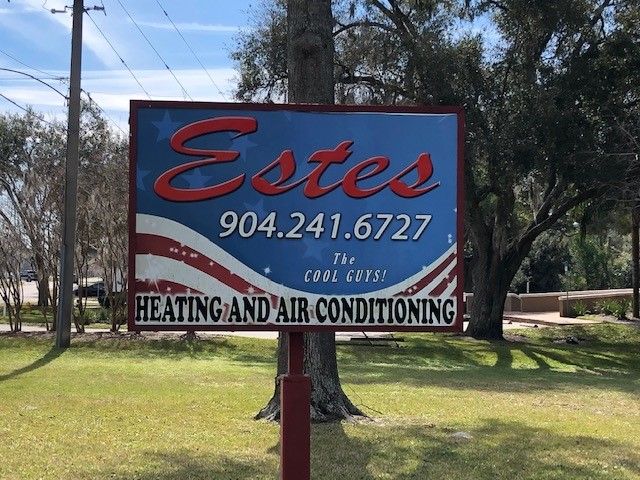 Estes
904.241.6727
The
COOL GUYS!
HEATING AND AIR CONDITIONING